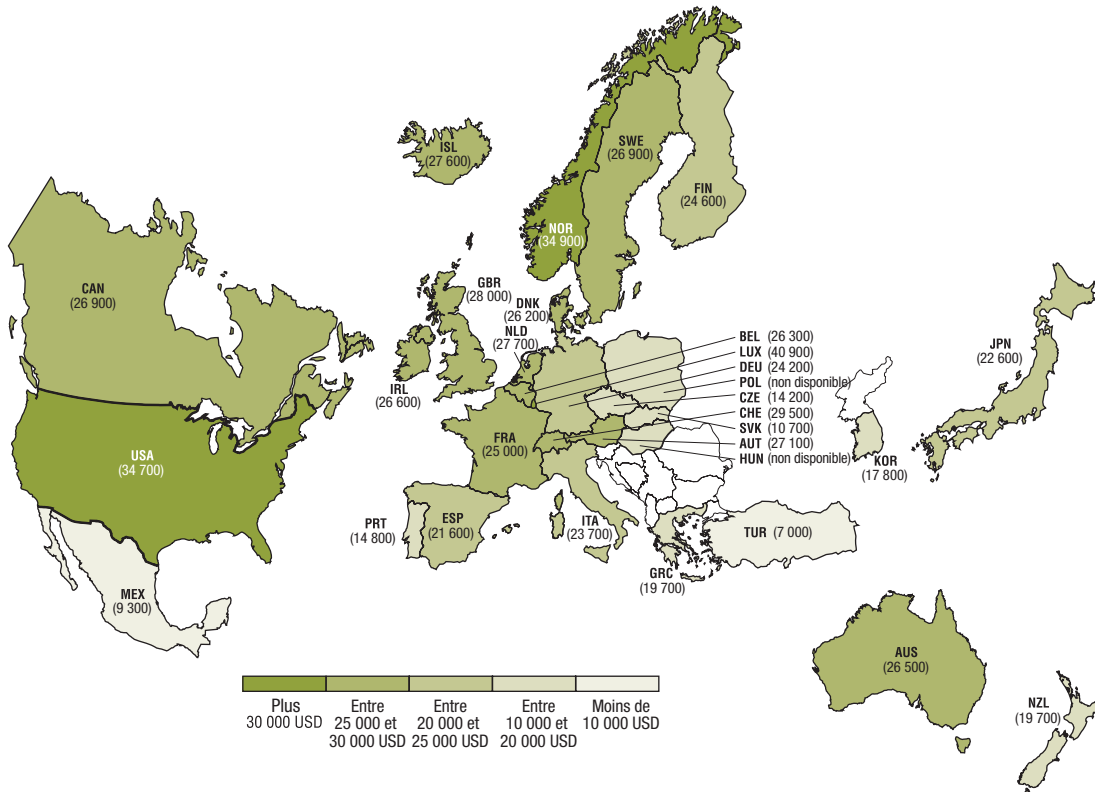 ISL
(27 600)
SWE
(26 900)
FIN
(24 600)
NOR
(34 900)
CAN
(26 900)
GBR
(28 000)
DNK
(26 200)
NLD
(27 700)
IRL
(26 600)
BEL (26 300)
LUX (40 900)
DEU (24 200)
POL (non disponible)
CZE (14 200)
CHE (29 500)
SVK (10 700)
AUT (27 100)
HUN (non disponible)
JPN
(22 600)
KOR
(17 800)
USA
(34 700)
FRA
(25 000)
PRT
(14 800)
ESP
(21 600)
ITA
(23 700)
TUR (7 000)
GRC
(19 700)
MEX
(9 300)
AUS
(26 500)
NZL
(19 700)
Plus
30 000 USD
Entre
25 000 et
30 000 USD
Entre
20 000 et
25 000 USD
Entre
10 000 et
20 000 USD
Moins de
10 000 USD